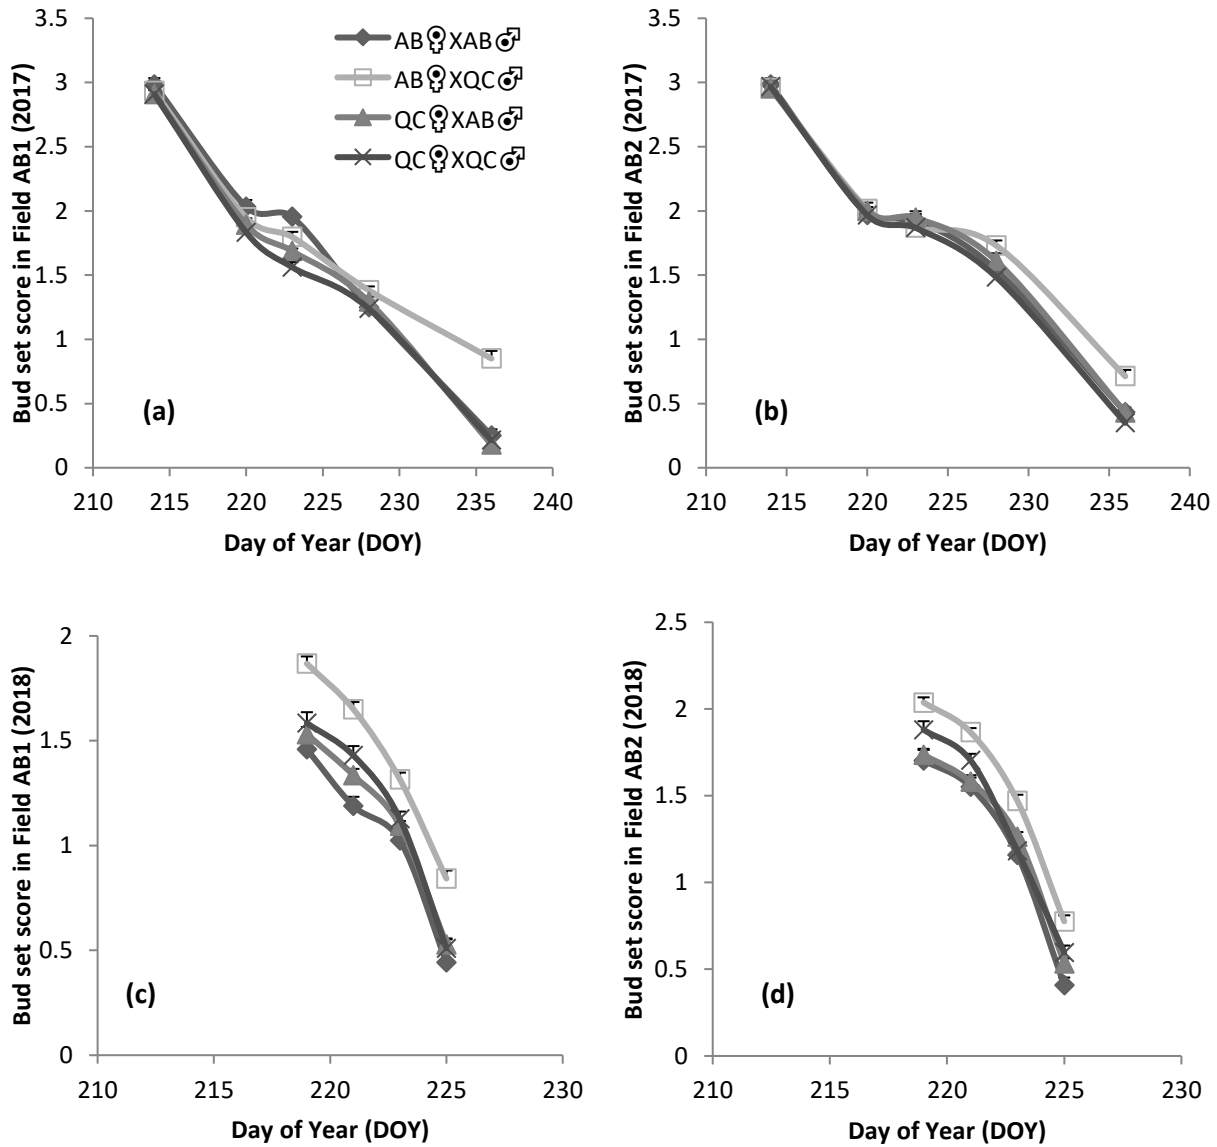 Bud set score in Field AB1 (2017)
3.5
3
2.5
2
1.5
1
0.5
0
210 215 220 225 230 235 240
Day of Year (DOY)
AB♀XAB♂
AB♀XQC♂
QC♀XAB♂
QC♀XQC♂
(a)
Bud set score in Field AB2 (2017)
3.5
3
2.5
2
1.5
1
0.5
0
210 215 220 225 230 235 240
Day of Year (DOY)
(b)
Bud set score in Field AB1 (2018)
2
1.5
1
0.5
0
210 215 220 225 230
Day of Year (DOY)
(c)
Bud set score in Field AB2 (2018)
2.5
2
1.5
1
0.5
0
210 215 220 225 230
Day of Year (DOY)
(d)